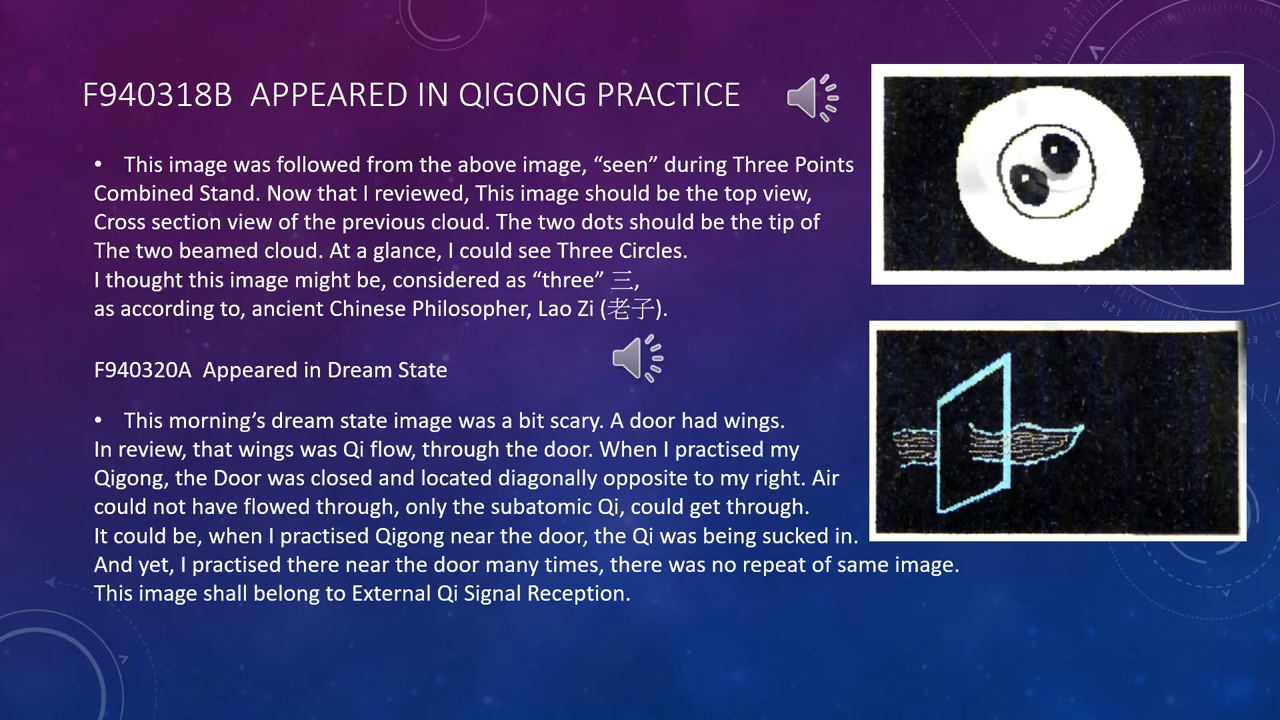 F940318B APPEARED IN QIGONG PRACTICE
• This image was followed from the above image, “seen” during Three Points
Combined Stand. Now that I reviewed, This image should be the top view,
Cross section view of the previous cloud. The two dots should be the tip of
The two beamed cloud. At a glance, I could see Three Circles.
I thought this image might be, considered as “three” 三,
as according to, ancient Chinese Philosopher, Lao Zi (老子).
F940320A Appeared in Dream State
• This morning’s dream state image was a bit scary. A door had wings.
In review, that wings was Qi flow, through the door. When I practised my
Qigong, the Door was closed and located diagonally opposite to my right. Air
could not have flowed through, only the subatomic Qi, could get through.
It could be, when I practised Qigong near the door, the Qi was being sucked in.
And yet, I practised there near the door many times, there was no repeat of same image.
This image shall belong to External Qi Signal Reception.